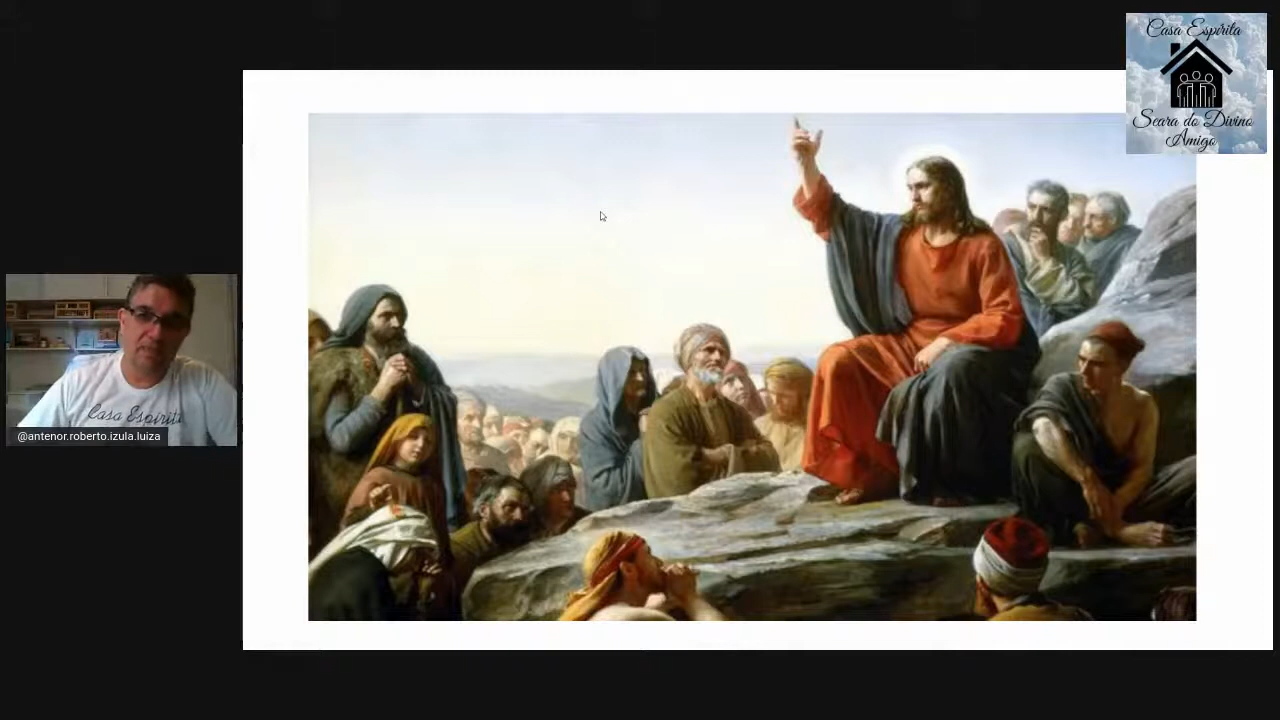 Casa Espírita
Seara do Divino
Amigo
Casa Espírita
@antenor.roberto.izula.luiza